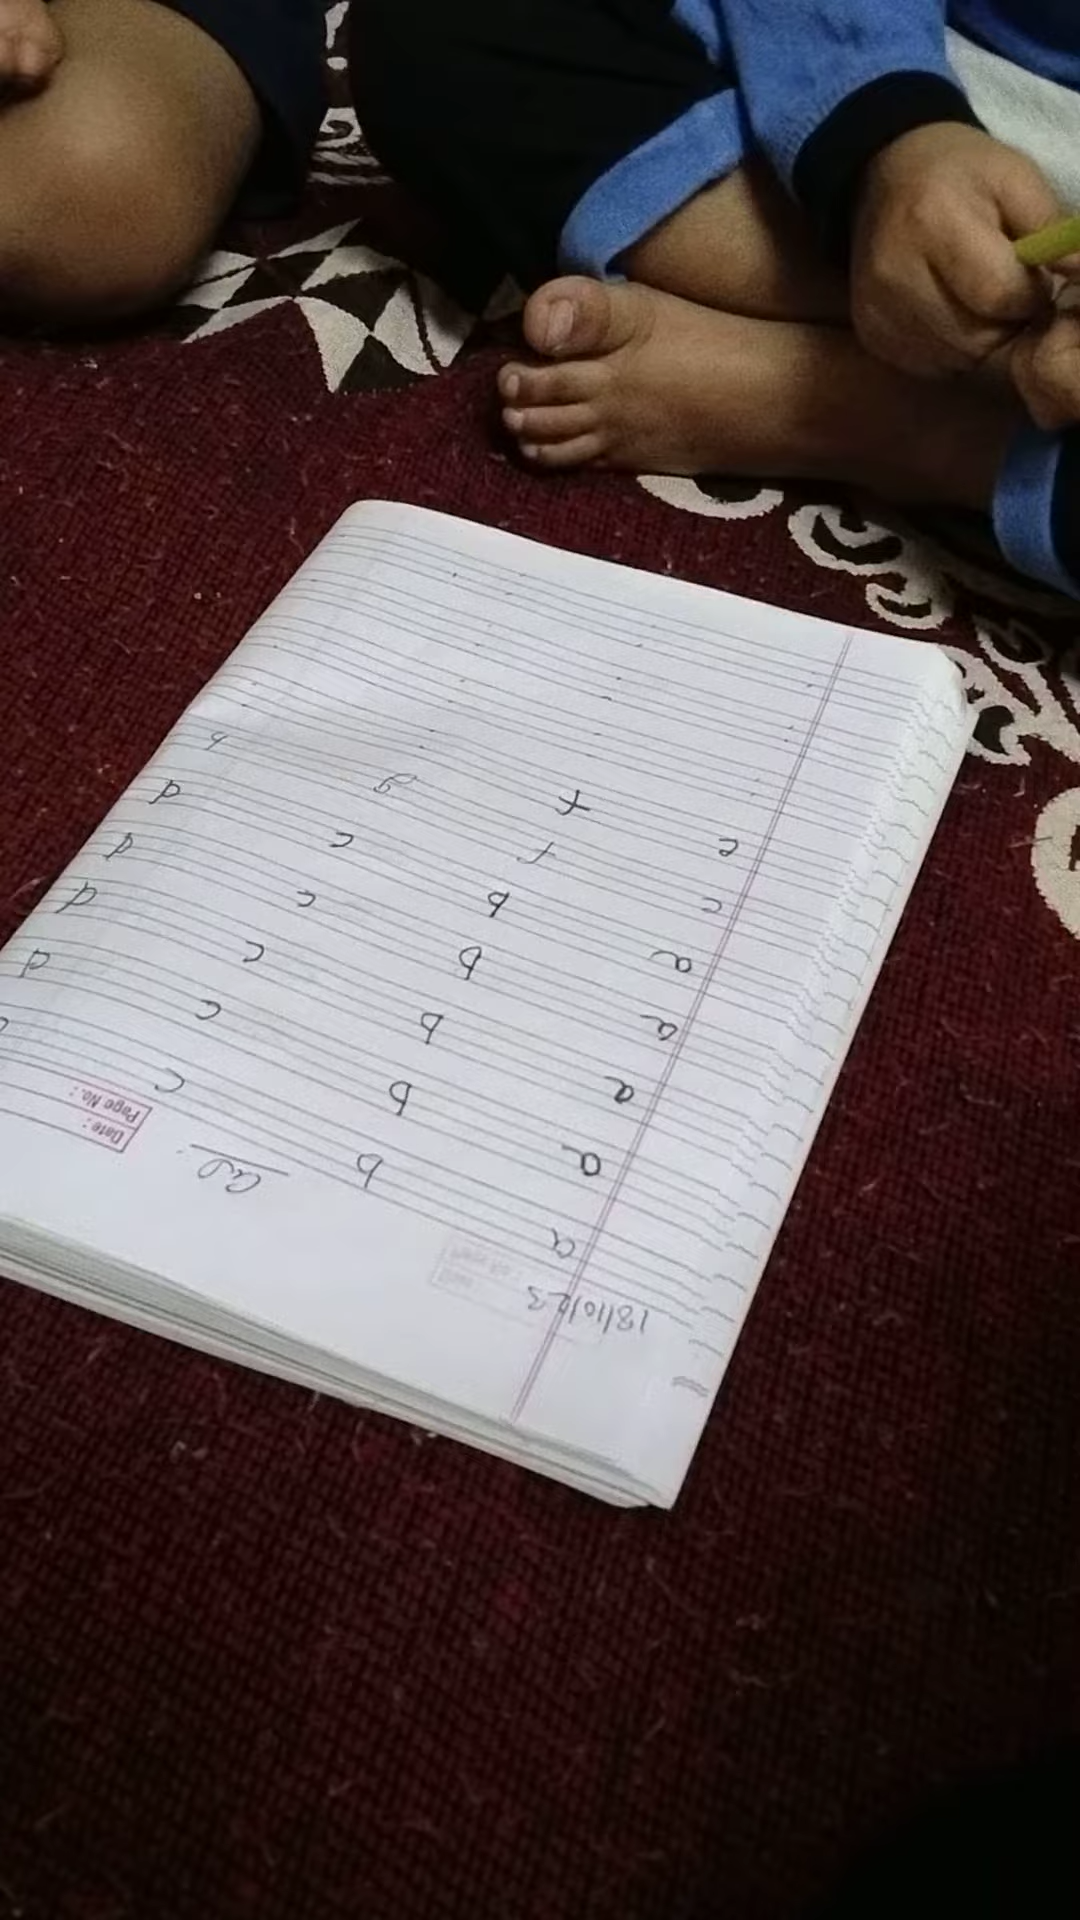 Date:
Page No.:
18/10/23
a b c
a b c d
a b c d
a b c d
a b c d
c f g h
e f